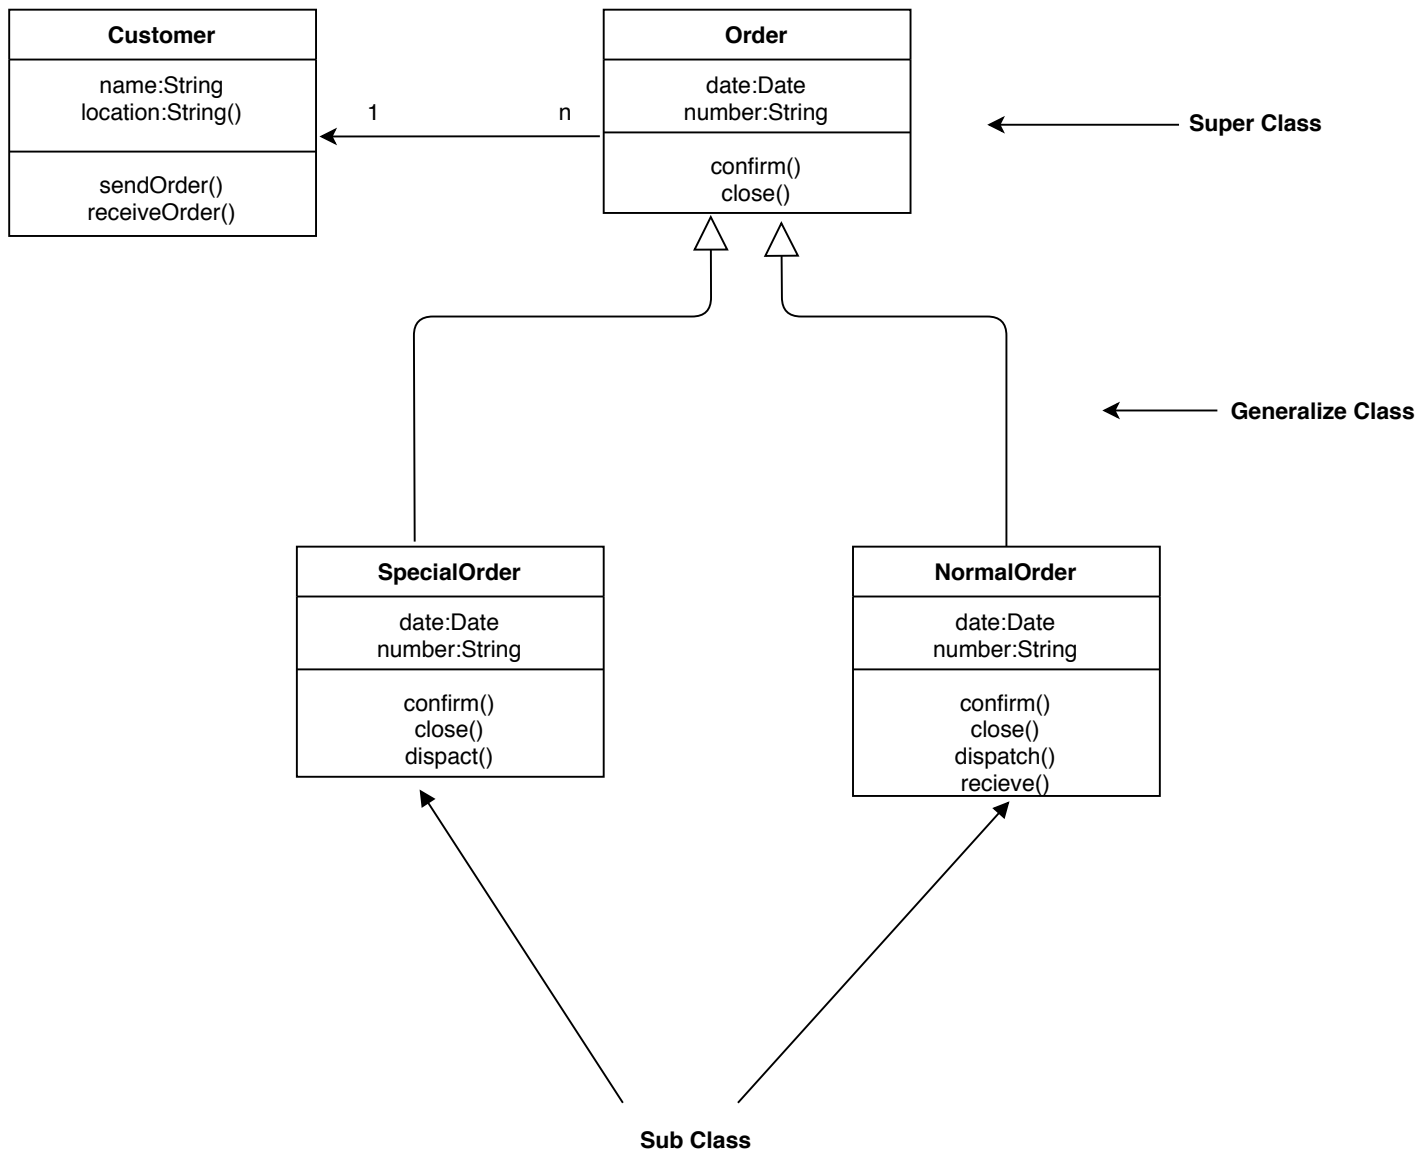 Customer
name:String
location:String()
sendOrder()
receiveOrder()
1
n
Order
date:Date
number:String
confirm()
close()
Super Class
Generalize Class
SpecialOrder
date:Date
number:String
confirm()
close()
dispact()
NormalOrder
date:Date
number:String
confirm()
close()
dispatch()
recieve()
Sub Class